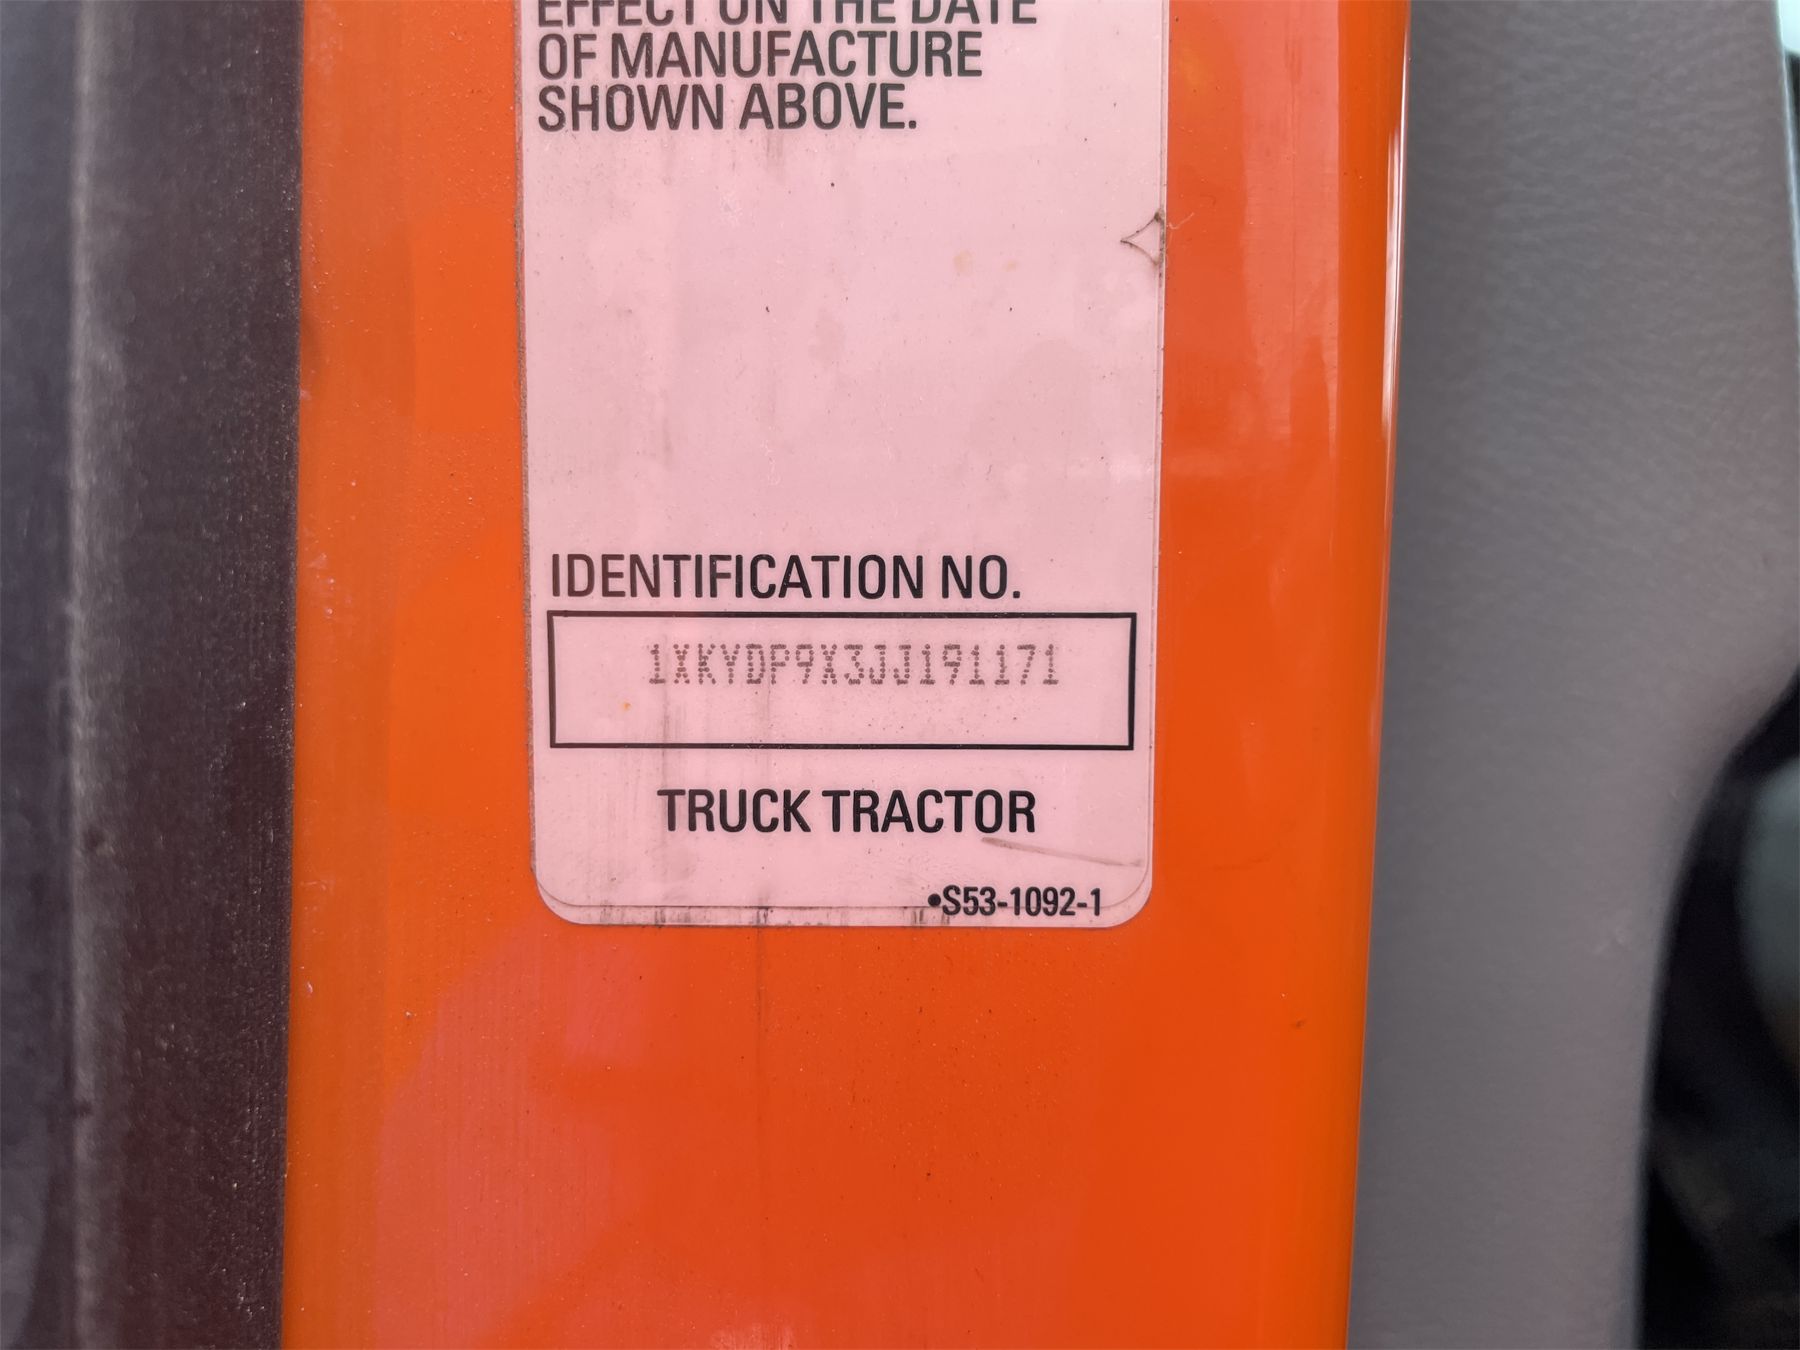 EFFECT ON THE DATE
OF MANUFACTURE
SHOWN ABOVE.
IDENTIFICATION NO.
1XKYDP9X3JJ191171
TRUCK TRACTOR
•S53-1092-1